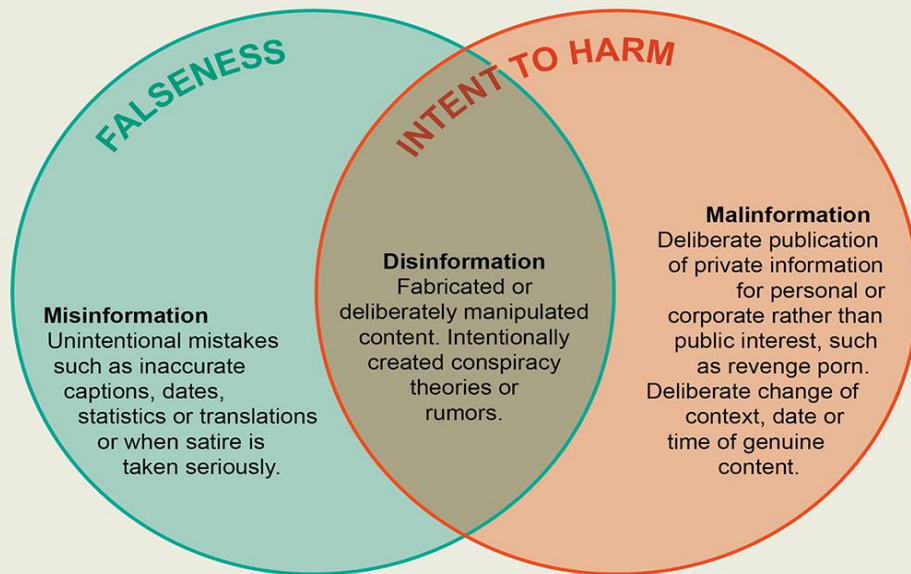 FALSENESS
INTENT TO HARM
Misinformation
Unintentional mistakes
such as inaccurate
captions, dates,
statistics or translations
or when satire is
taken seriously.
Disinformation
Fabricated or
deliberately manipulated
content. Intentionally
created conspiracy
theories or
rumors.
Malinformation
Deliberate publication
of private information
for personal or
corporate rather than
public interest, such
as revenge porn.
Deliberate change of
context, date or
time of genuine
content.